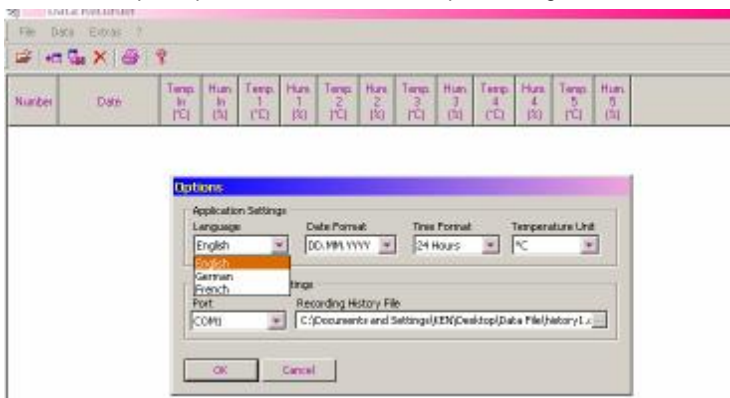 Data Recorder
File Data Extras ?
Number Date Temp. In (°C) Hum. In (%) Temp. 1 (°C) Hum. 1 (%) Temp. 2 (°C) Hum. 2 (%) Temp. 3 (°C) Hum. 3 (%) Temp. 4 (°C) Hum. 4 (%) Temp. 5 (°C) Hum. 5 (%)
Options
Application Settings
Language Date Format Time Format Temperature Unit
English DD.MM.YYYY 24 Hours °C
English
German
French
Port Recording History File
COM1 C:\Documents and Settings\KEN\Desktop\Data File\history1.
OK Cancel